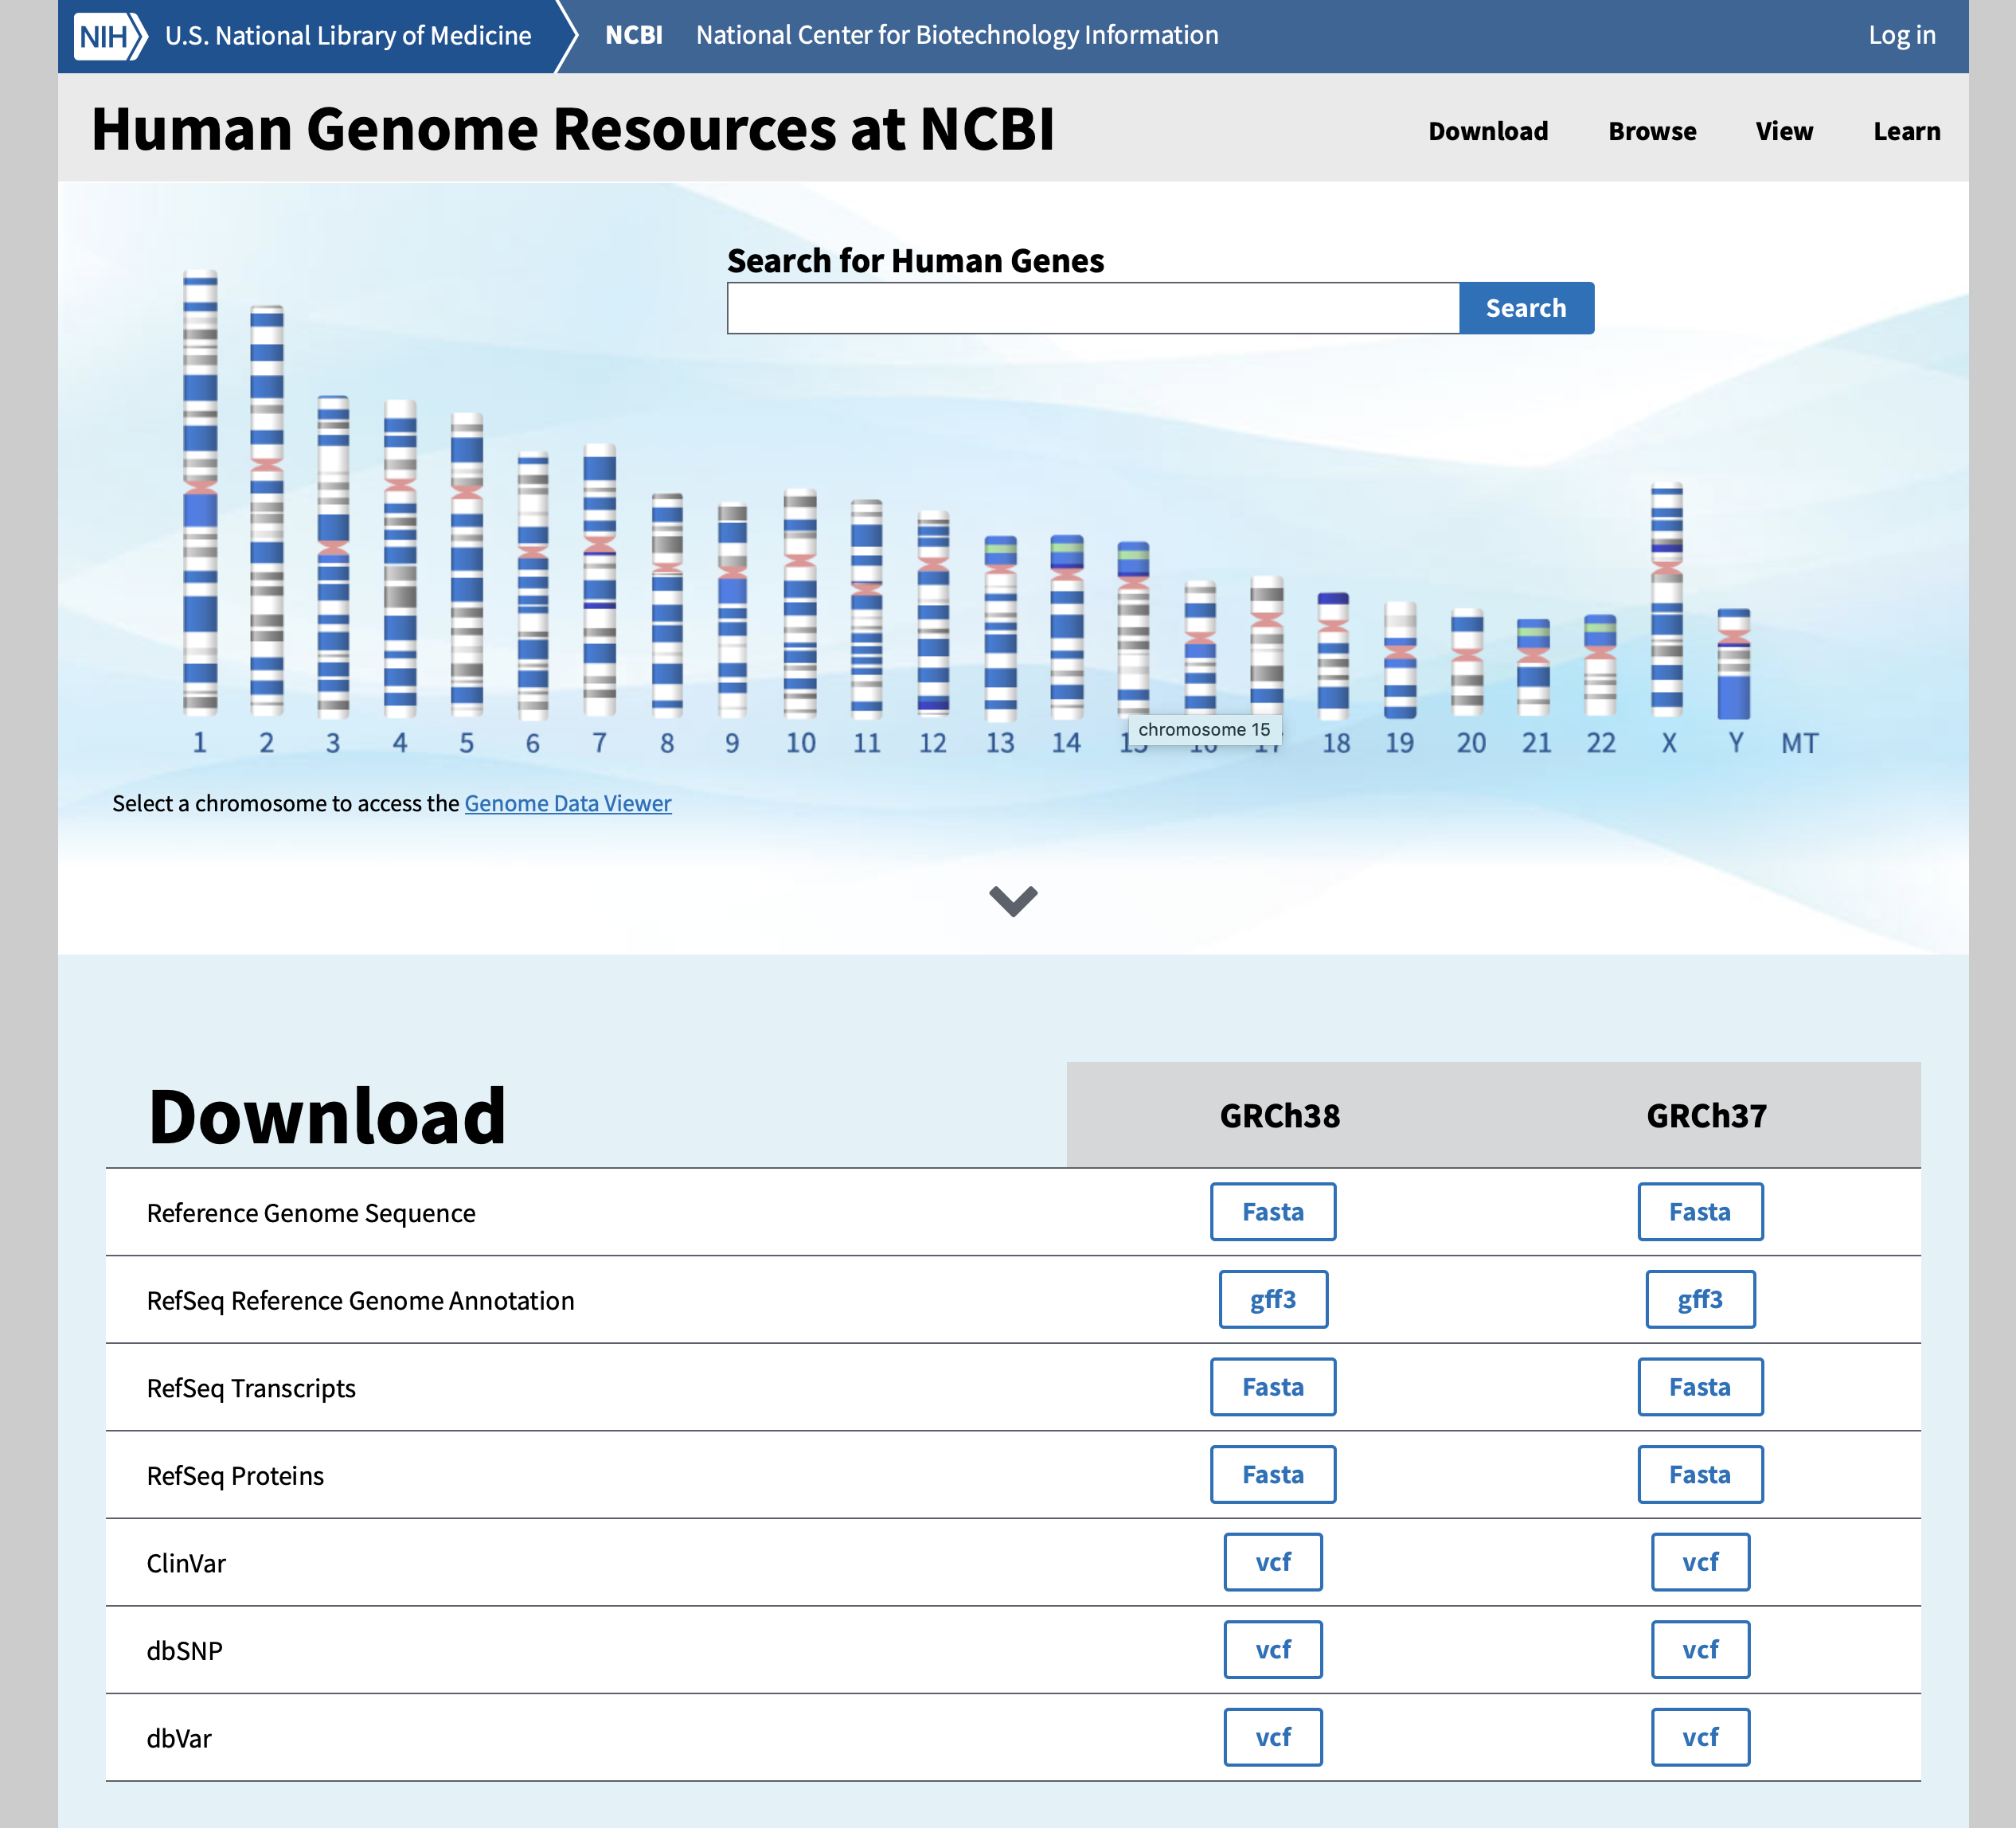 NIH U.S. National Library of Medicine NCBI National Center for Biotechnology Information Log in
Human Genome Resources at NCBI Download Browse View Learn
Search for Human Genes
Search
1 2 3 4 5 6 7 8 9 10 11 12 13 14 15 16 17 18 19 20 21 22 X Y MT
chromosome 15
Select a chromosome to access the Genome Data Viewer
Download GRCh38 GRCh37
Reference Genome Sequence Fasta Fasta
RefSeq Reference Genome Annotation gff3 gff3
RefSeq Transcripts Fasta Fasta
RefSeq Proteins Fasta Fasta
ClinVar vcf vcf
dbSNP vcf vcf
dbVar vcf vcf